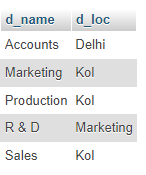 d_name d_loc
Accounts Delhi
Marketing Kol
Production Kol
R & D Marketing
Sales Kol